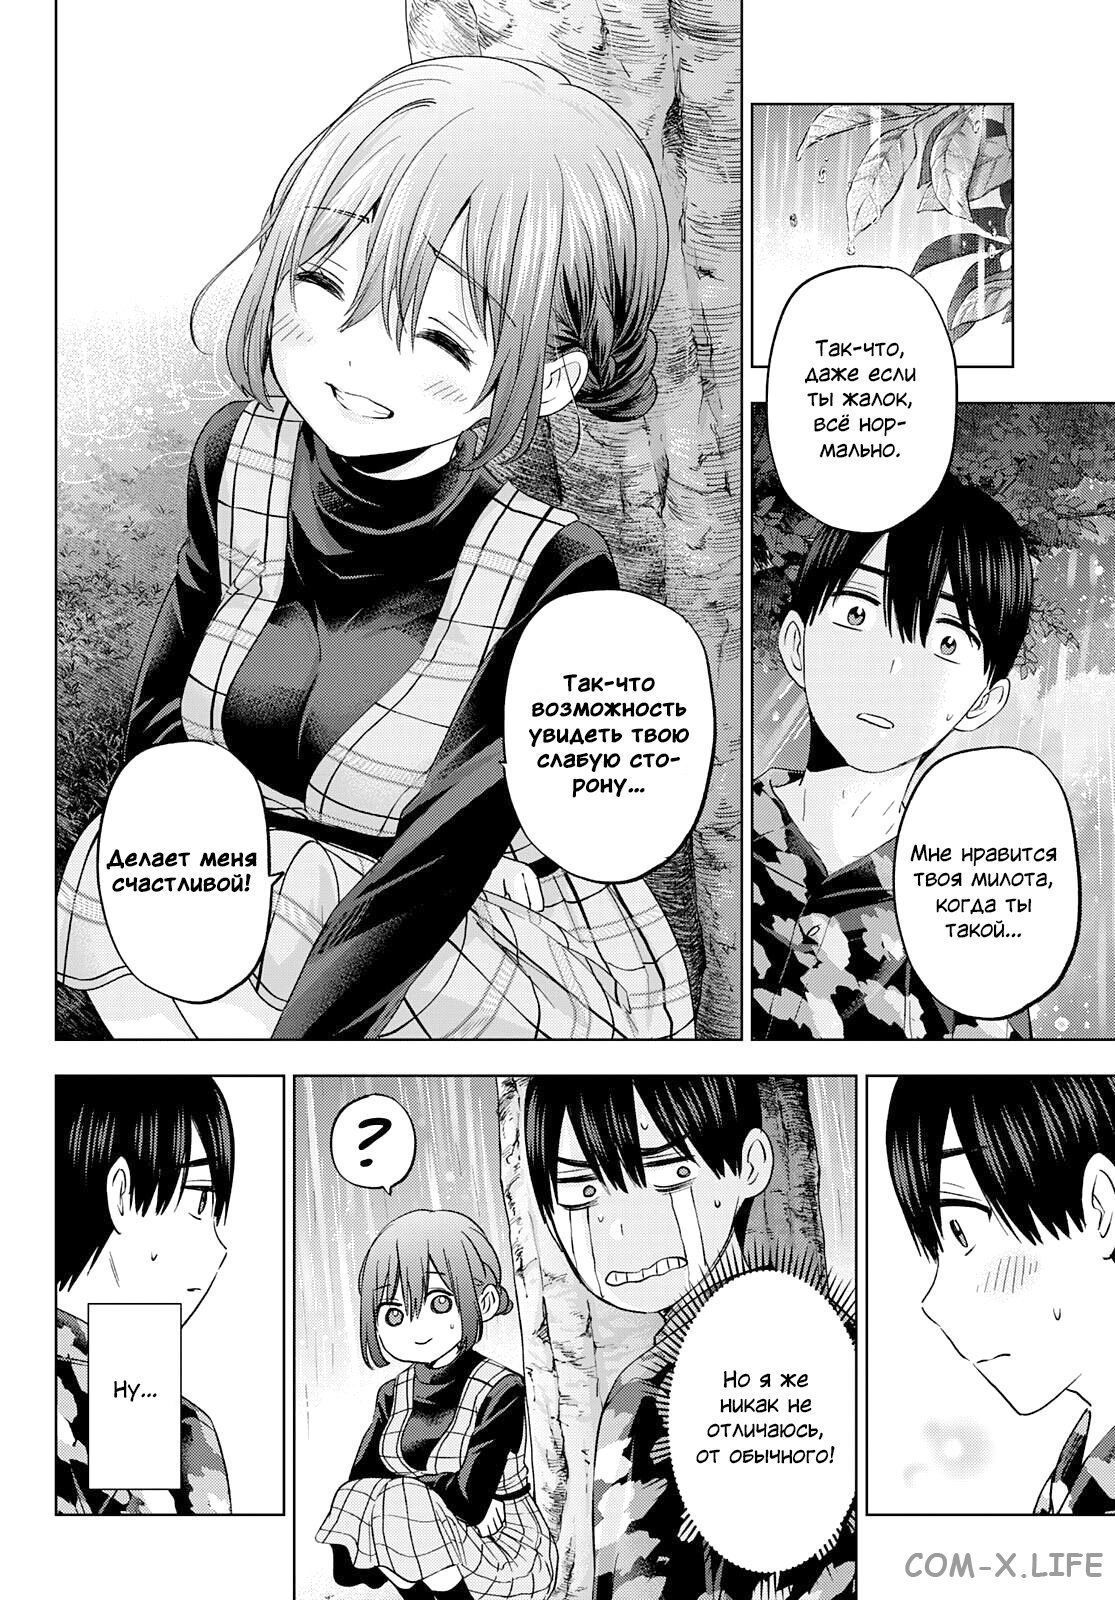 Так-что,
даже если
ты жалок,
всё нор-
мально.
Мне нравится
твоя милота,
когда ты
такой...
Так-что
возможность
увидеть твою
слабую сто-
рону...
Делает меня
счастливой!
Но я же
никак не
отличаюсь,
от обычного!
?
Ну...
COM-X.LIFE